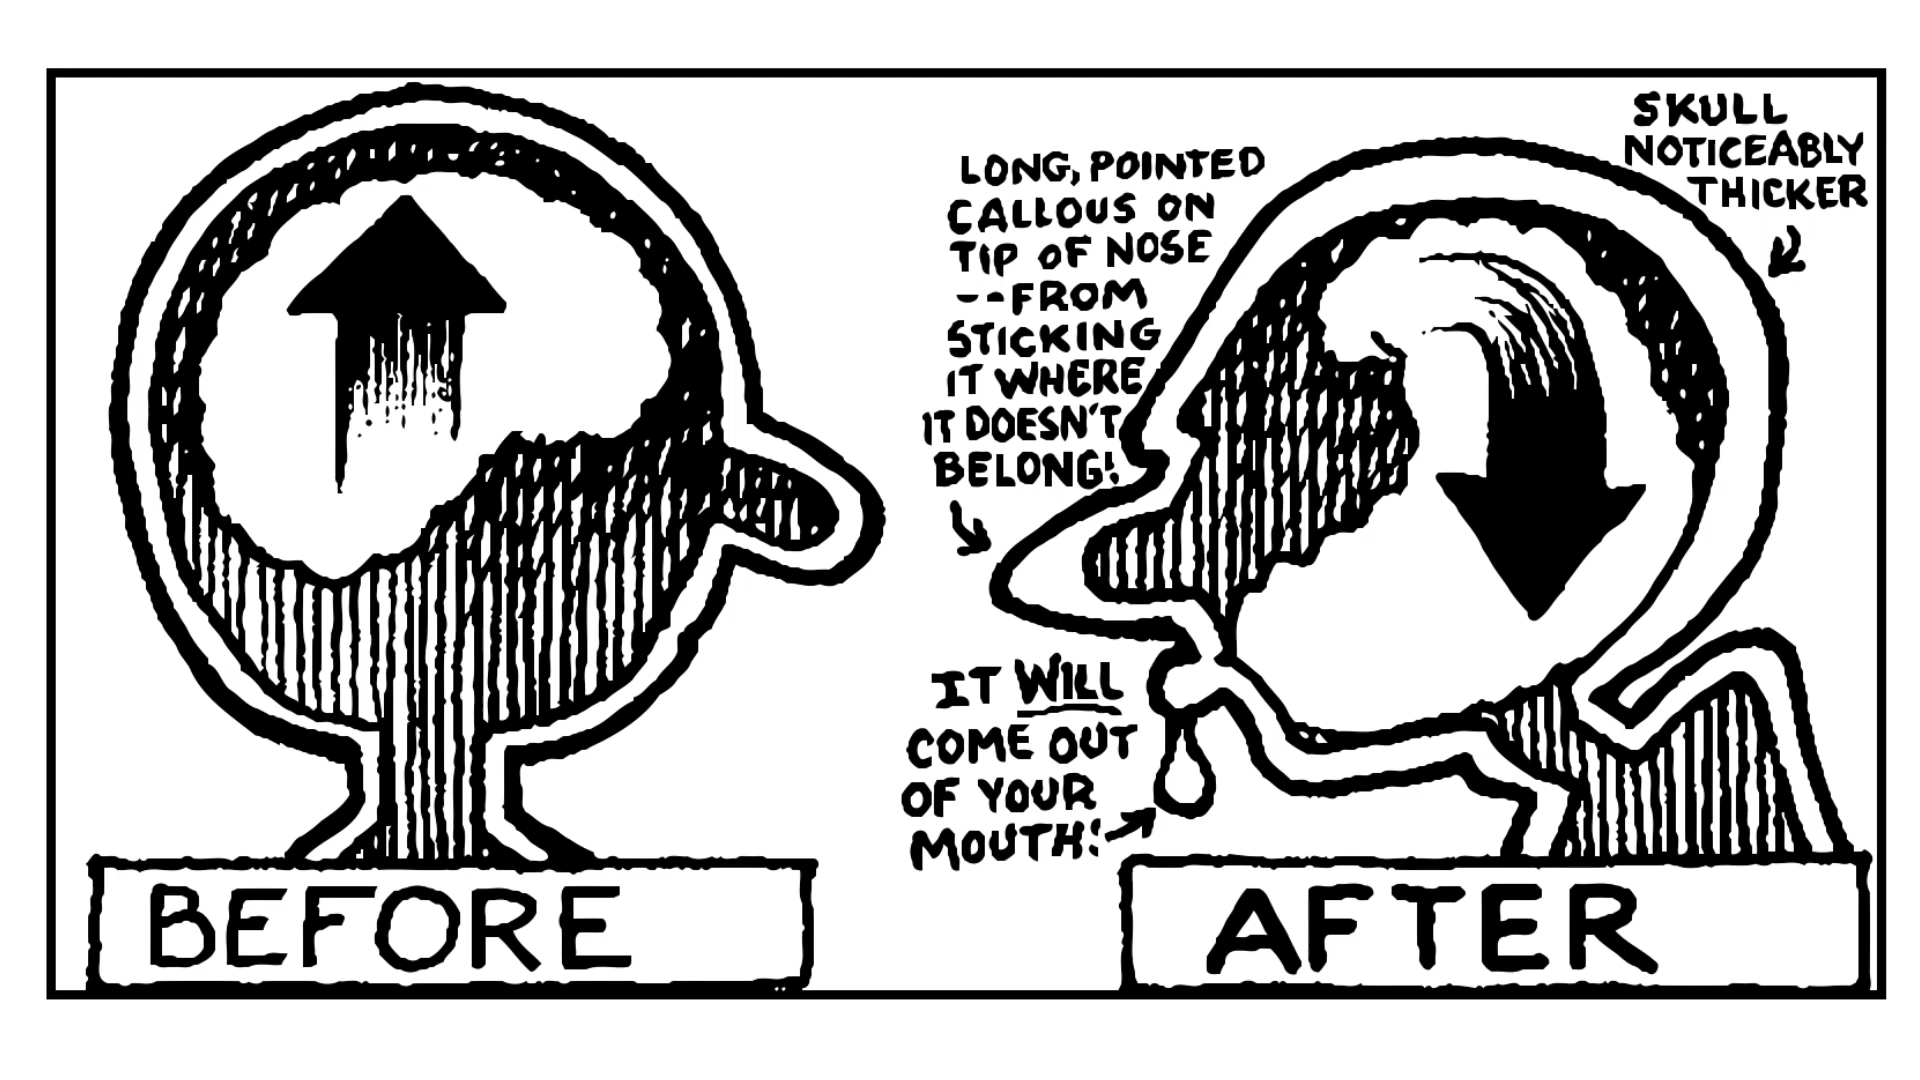 LONG, POINTED
CALLOUS ON
TIP OF NOSE
--FROM
STICKING
IT WHERE
IT DOESN'T
BELONG!
SKULL
NOTICEABLY
THICKER
IT WILL
COME OUT
OF YOUR
MOUTH!
BEFORE
AFTER